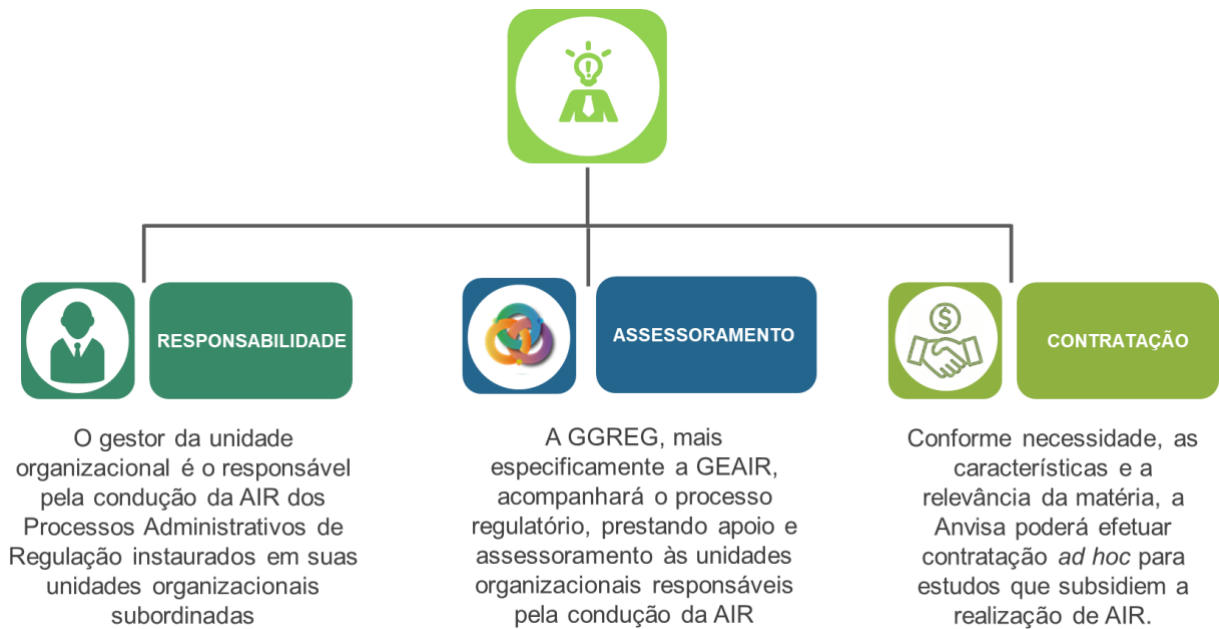 RESPONSABILIDADE
O gestor da unidade
organizacional é o responsável
pela condução da AIR dos
Processos Administrativos de
Regulação instaurados em suas
unidades organizacionais
subordinadas
ASSESSORAMENTO
A GGREG, mais
especificamente a GEAIR,
acompanhará o processo
regulatório, prestando apoio e
assessoramento às unidades
organizacionais responsáveis
pela condução da AIR
CONTRATAÇÃO
Conforme necessidade, as
características e a
relevância da matéria, a
Anvisa poderá efetuar
contratação ad hoc para
estudos que subsidiem a
realização de AIR.